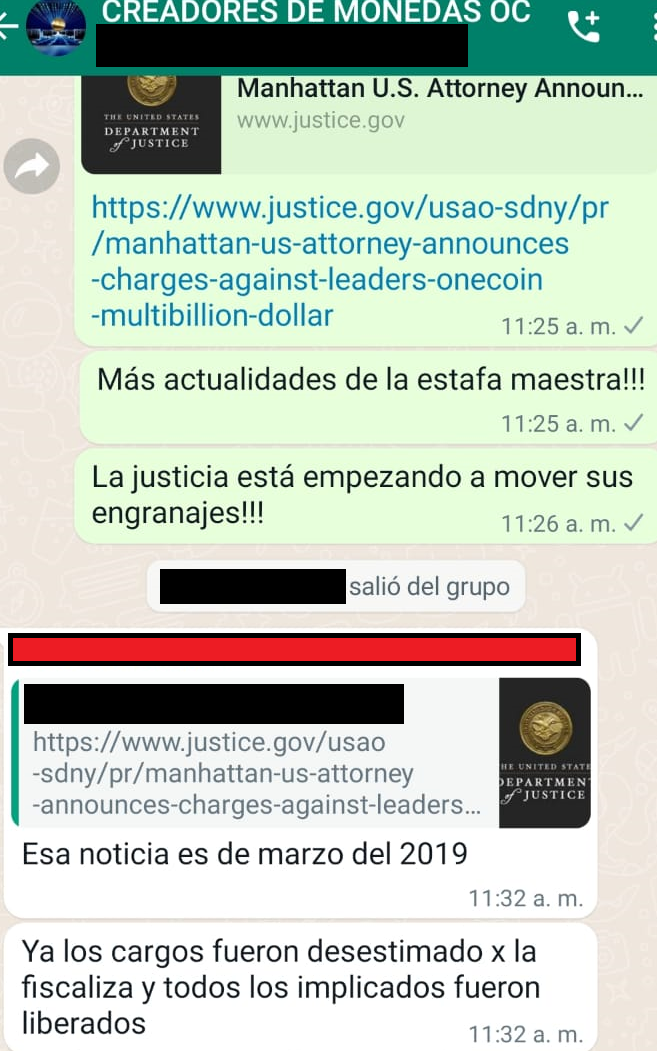 CREADORES DE MONEDAS OC
Manhattan U.S. Attorney Announ...
www.justice.gov
THE UNITED STATES
DEPARTMENT
of JUSTICE
https://www.justice.gov/usao-sdny/pr
/manhattan-us-attorney-announces
-charges-against-leaders-onecoin
-multibillion-dollar
11:25 a. m.
Más actualidades de la estafa maestra!!!
11:25 a. m.
La justicia está empezando a mover sus
engranajes!!!
11:26 a. m.
salió del grupo
https://www.justice.gov/usao
-sdny/pr/manhattan-us-attorney
-announces-charges-against-leaders...
HE UNITED STATE
DEPARTMEN
of JUSTICE
Esa noticia es de marzo del 2019
11:32 a. m.
Ya los cargos fueron desestimado x la
fiscaliza y todos los implicados fueron
liberados
11:32 a. m.